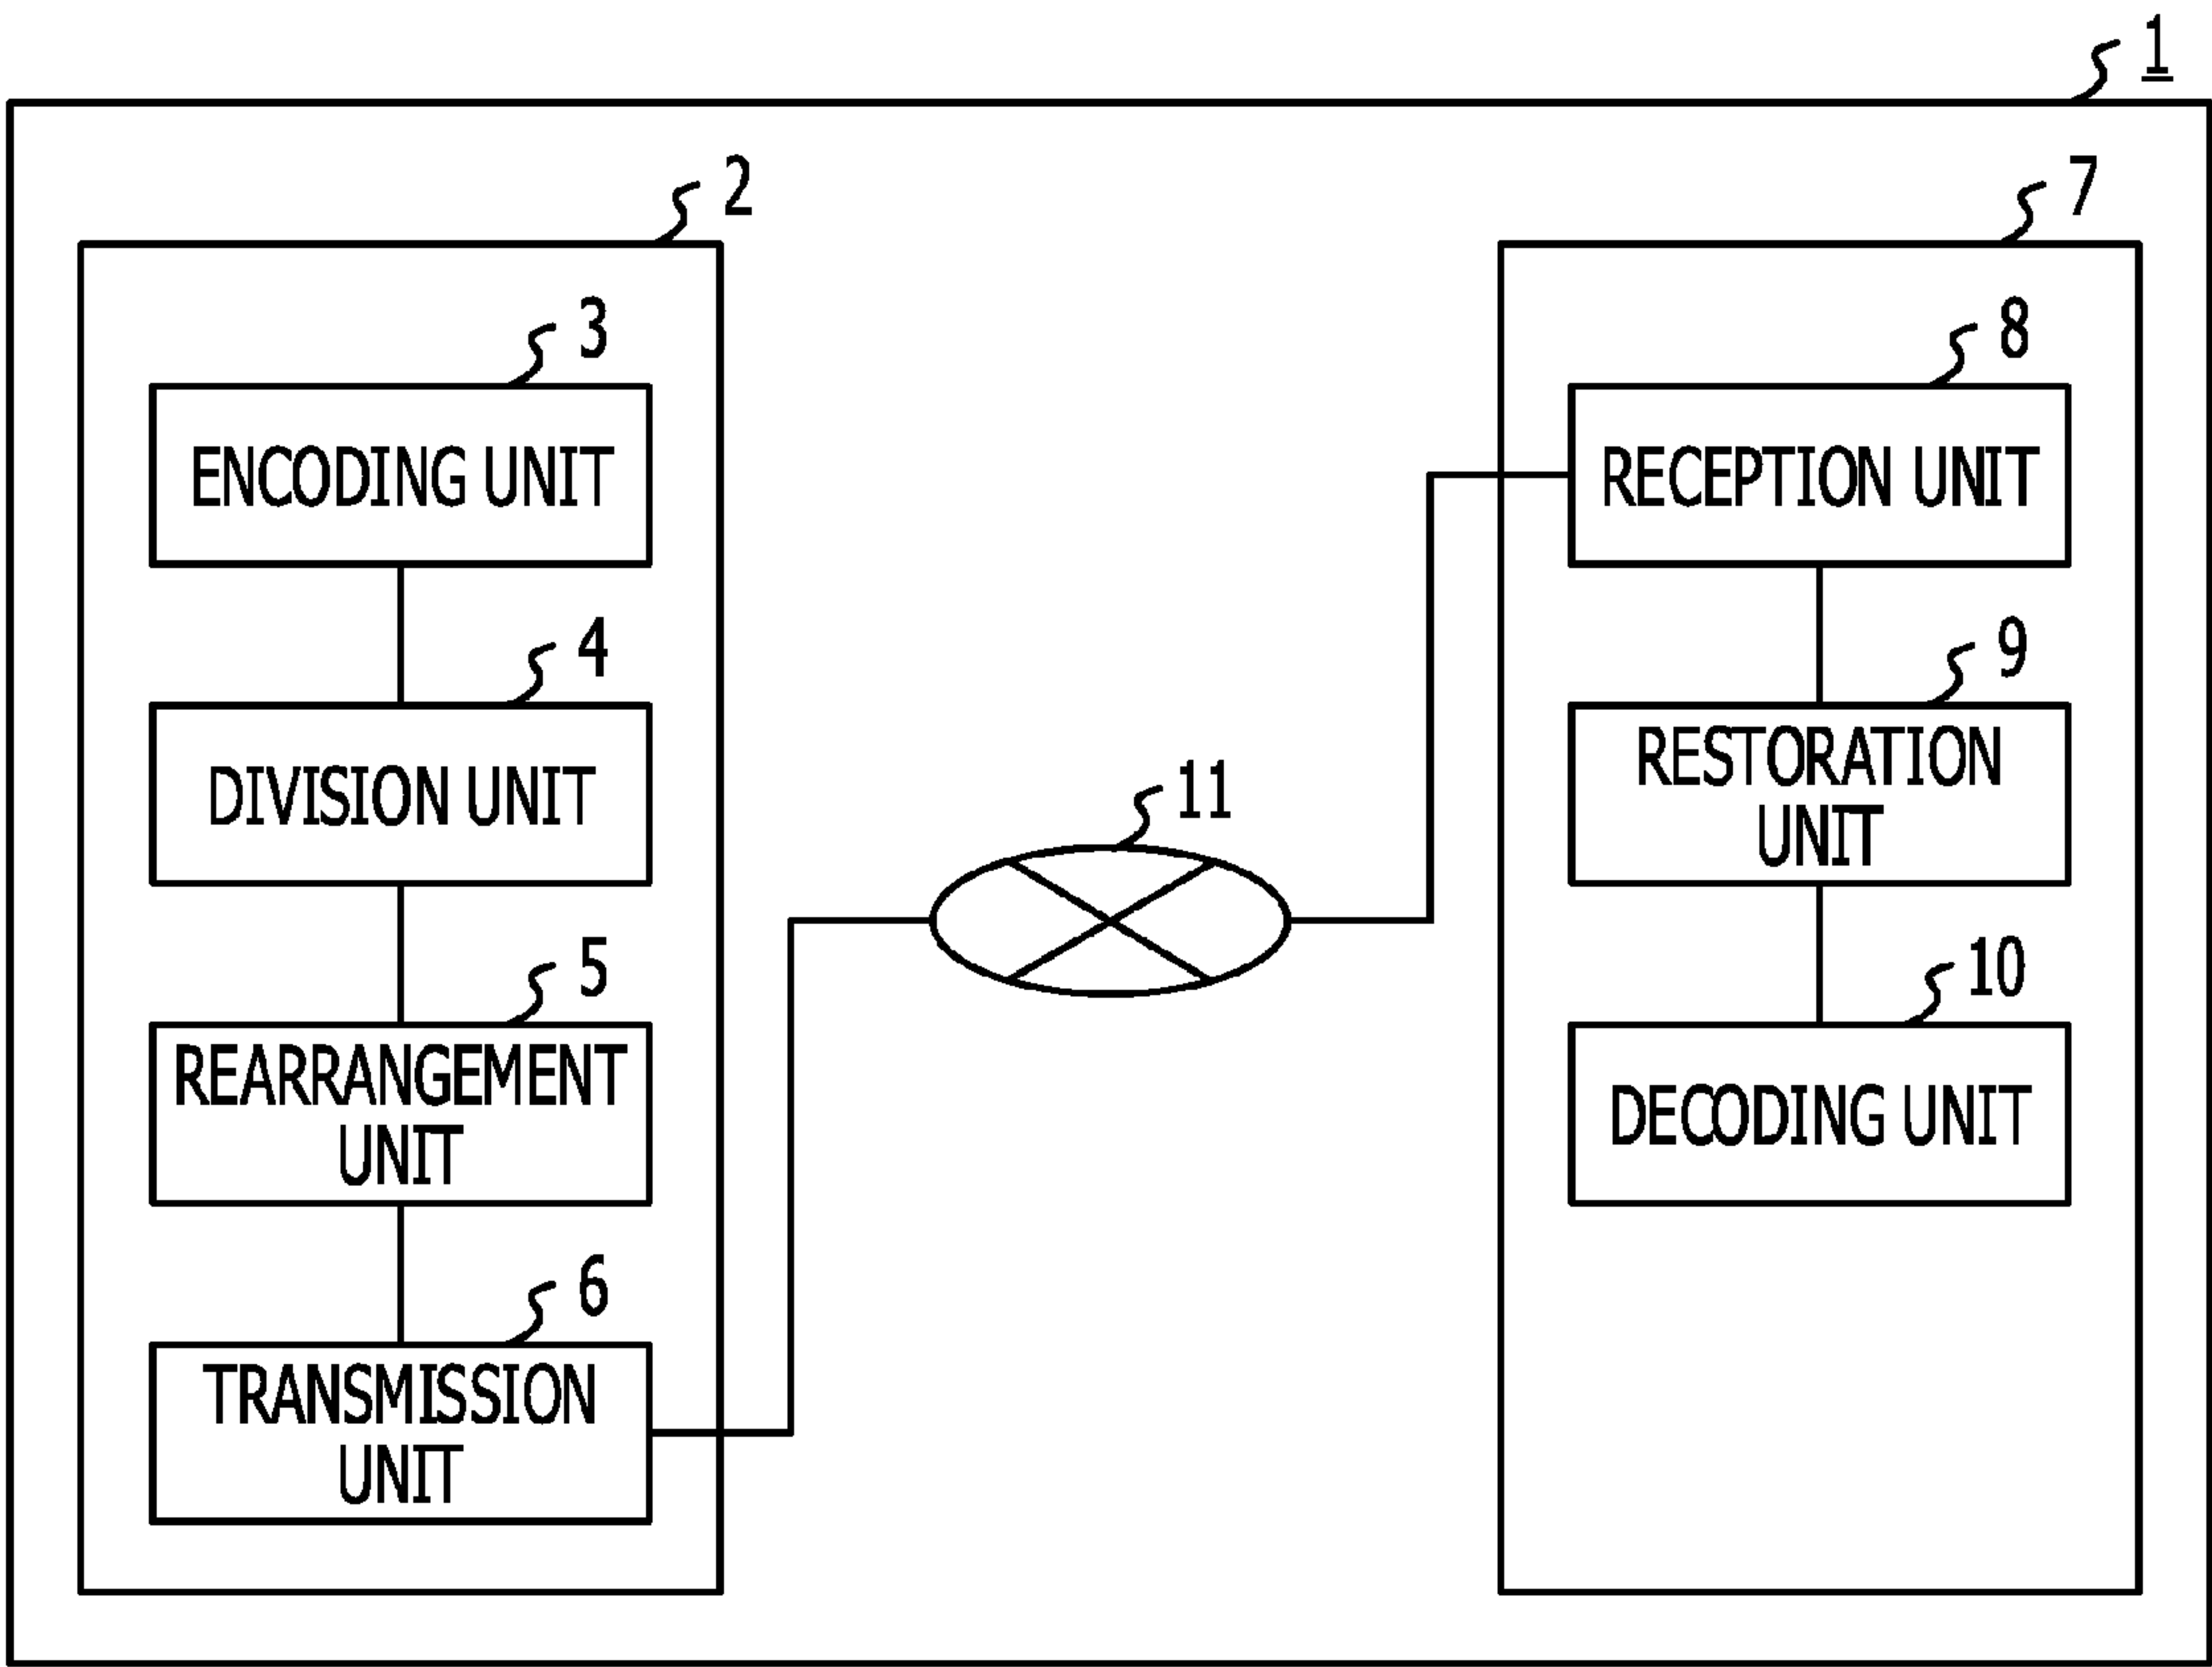 1
2
3
ENCODING UNIT
4
DIVISION UNIT
5
REARRANGEMENT
UNIT
6
TRANSMISSION
UNIT
11
7
8
RECEPTION UNIT
9
RESTORATION
UNIT
10
DECODING UNIT